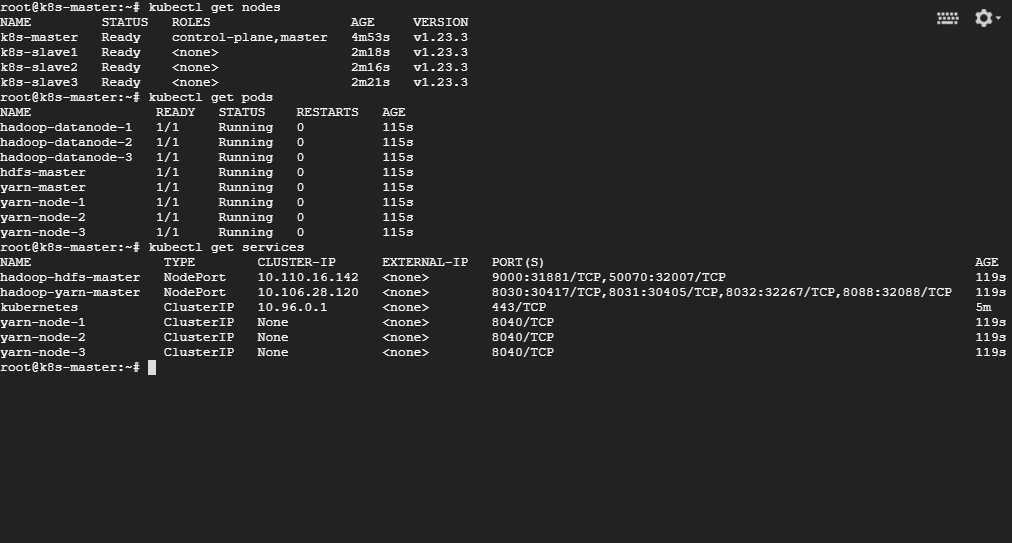 root@k8s-master:~# kubectl get nodes
NAME         STATUS   ROLES                  AGE     VERSION
k8s-master   Ready    control-plane,master   4m53s   v1.23.3
k8s-slave1   Ready    <none>                 2m18s   v1.23.3
k8s-slave2   Ready    <none>                 2m16s   v1.23.3
k8s-slave3   Ready    <none>                 2m21s   v1.23.3
root@k8s-master:~# kubectl get pods
NAME                READY   STATUS    RESTARTS   AGE
hadoop-datanode-1   1/1     Running   0          115s
hadoop-datanode-2   1/1     Running   0          115s
hadoop-datanode-3   1/1     Running   0          115s
hdfs-master         1/1     Running   0          115s
yarn-master         1/1     Running   0          115s
yarn-node-1         1/1     Running   0          115s
yarn-node-2         1/1     Running   0          115s
yarn-node-3         1/1     Running   0          115s
root@k8s-master:~# kubectl get services
NAME                 TYPE        CLUSTER-IP      EXTERNAL-IP   PORT(S)                                                       AGE
hadoop-hdfs-master   NodePort    10.110.16.142   <none>        9000:31881/TCP,50070:32007/TCP                                119s
hadoop-yarn-master   NodePort    10.106.28.120   <none>        8030:30417/TCP,8031:30405/TCP,8032:32267/TCP,8088:32088/TCP   119s
kubernetes           ClusterIP   10.96.0.1       <none>        443/TCP                                                       5m
yarn-node-1          ClusterIP   None            <none>        8040/TCP                                                      119s
yarn-node-2          ClusterIP   None            <none>        8040/TCP                                                      119s
yarn-node-3          ClusterIP   None            <none>        8040/TCP                                                      119s
root@k8s-master:~#